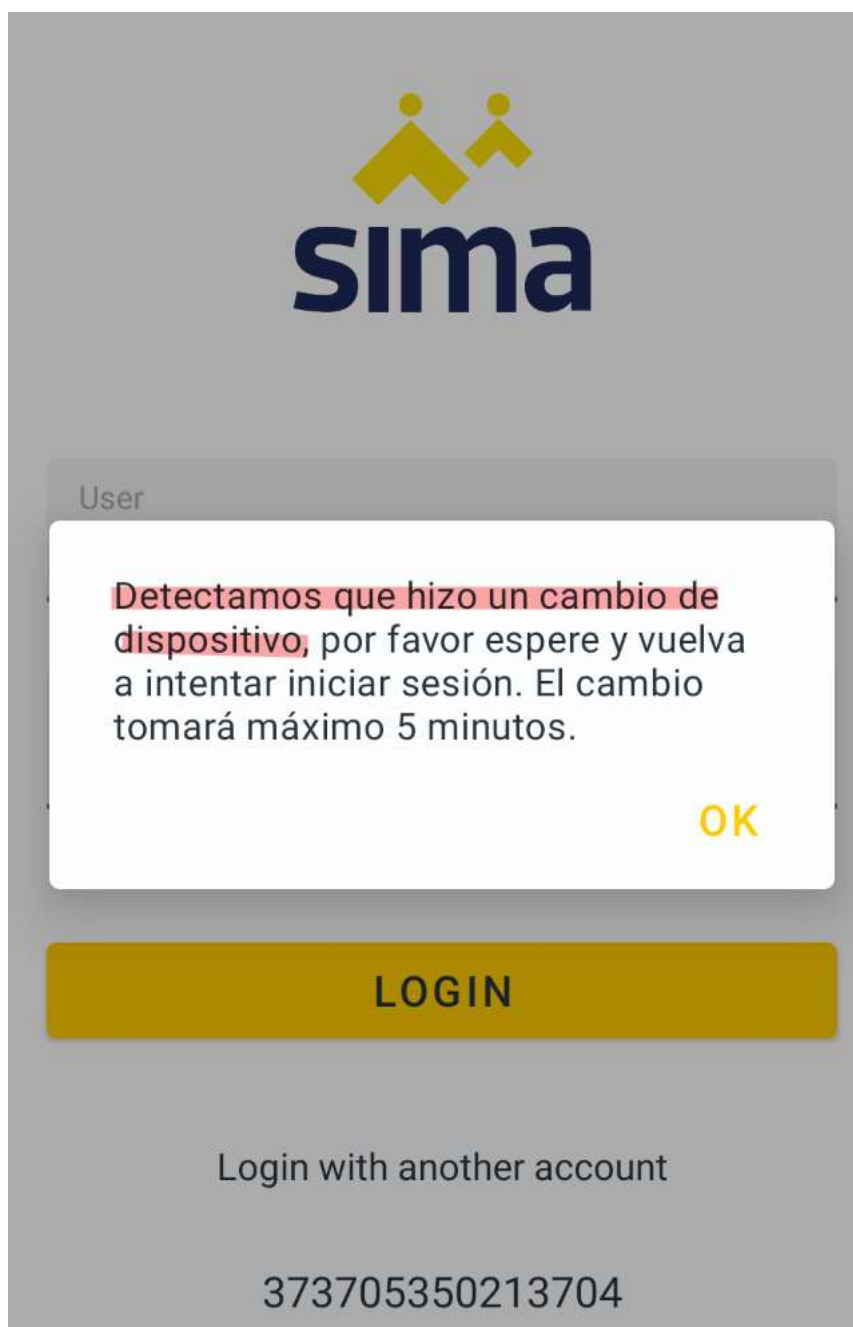 sima
User
Detectamos que hizo un cambio de
dispositivo, por favor espere y vuelva
a intentar iniciar sesión. El cambio
tomará máximo 5 minutos.
OK
LOGIN
Login with another account
373705350213704